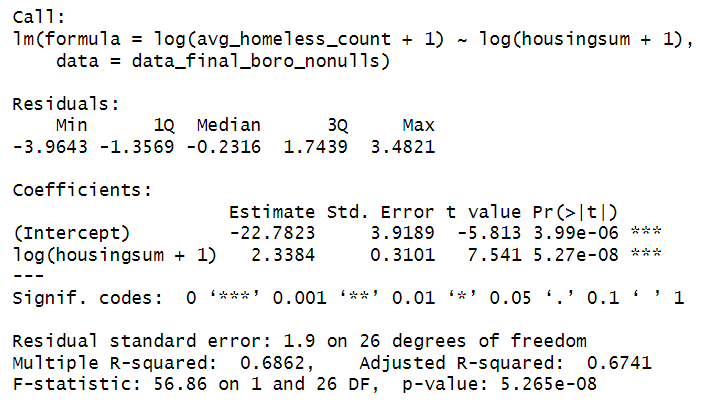 Call:
lm(formula = log(avg_homeless_count + 1) ~ log(housingsum + 1),
    data = data_final_boro_nonulls)

Residuals:
    Min      1Q  Median      3Q     Max
-3.9643 -1.3569 -0.2316  1.7439  3.4821

Coefficients:
                    Estimate Std. Error t value Pr(>|t|)
(Intercept)         -22.7823     3.9189  -5.813 3.99e-06 ***
log(housingsum + 1)   2.3384     0.3101   7.541 5.27e-08 ***
---
Signif. codes:  0 ‘***’ 0.001 ‘**’ 0.01 ‘*’ 0.05 ‘.’ 0.1 ‘ ’ 1

Residual standard error: 1.9 on 26 degrees of freedom
Multiple R-squared:  0.6862,    Adjusted R-squared:  0.6741
F-statistic: 56.86 on 1 and 26 DF,  p-value: 5.265e-08